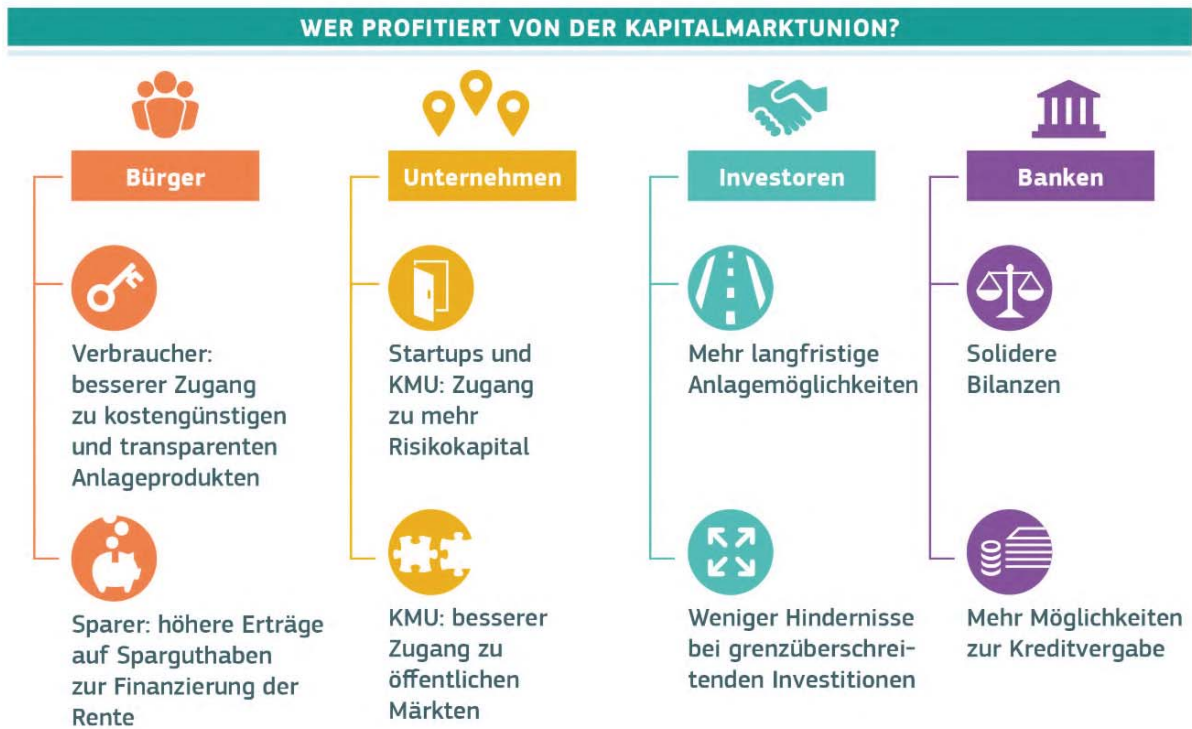 WER PROFITIERT VON DER KAPITALMARKTUNION?
Bürger
Verbraucher:
besserer Zugang
zu kostengünstigen
und transparenten
Anlageprodukten
Sparer: höhere Erträge
auf Sparguthaben
zur Finanzierung der
Rente
Unternehmen
Startups und
KMU: Zugang
zu mehr
Risikokapital
KMU: besserer
Zugang zu
öffentlichen
Märkten
Investoren
Mehr langfristige
Anlagemöglichkeiten
Weniger Hindernisse
bei grenzüberschrei-
tenden Investitionen
Banken
Solidere
Bilanzen
Mehr Möglichkeiten
zur Kreditvergabe